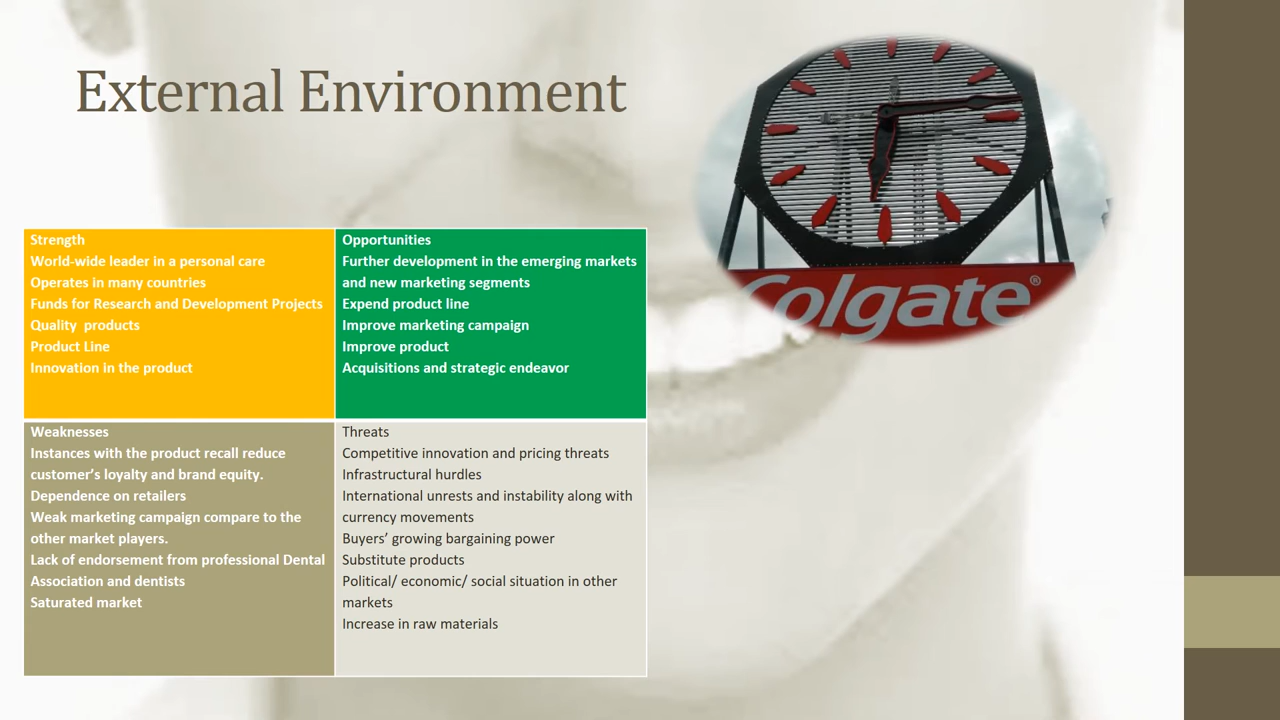 External Environment
Colgate®
Strength
World-wide leader in a personal care
Operates in many countries
Funds for Research and Development Projects
Quality products
Product Line
Innovation in the product
Opportunities
Further development in the emerging markets
and new marketing segments
Expend product line
Improve marketing campaign
Improve product
Acquisitions and strategic endeavor
Weaknesses
Instances with the product recall reduce
customer's loyalty and brand equity.
Dependence on retailers
Weak marketing campaign compare to the
other market players.
Lack of endorsement from professional Dental
Association and dentists
Saturated market
Threats
Competitive innovation and pricing threats
Infrastructural hurdles
International unrests and instability along with
currency movements
Buyers' growing bargaining power
Substitute products
Political/ economic/ social situation in other
markets
Increase in raw materials